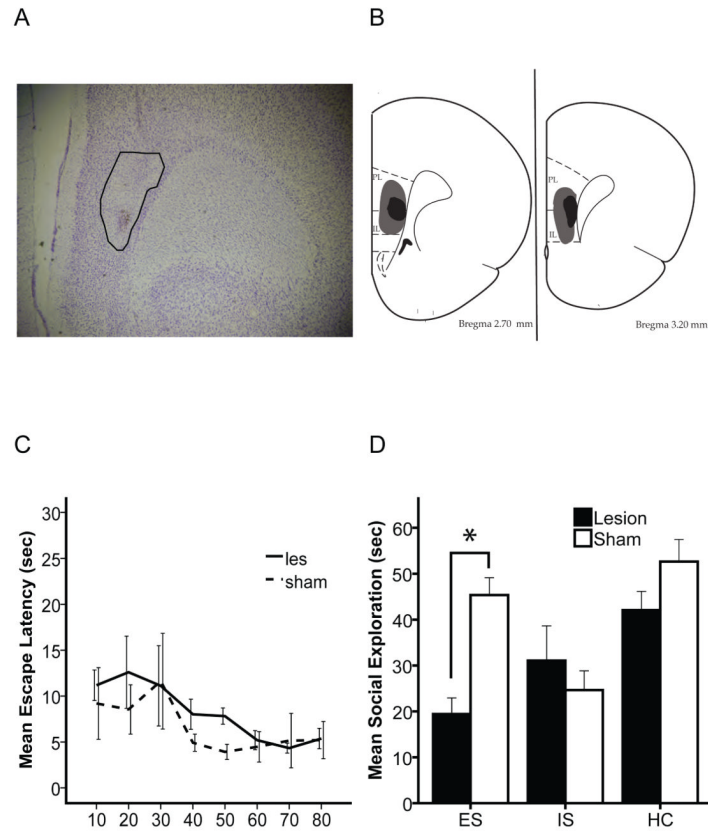 A
B
PL
IL
PL
IL
Bregma 2.70 mm
Bregma 3.20 mm
C
D
Mean Escape Latency (sec)
30
25
20
15
10
5
0
les
sham
10 20 30 40 50 60 70 80
Mean Social Exploration (sec)
60
50
40
30
20
10
0
Lesion
Sham
*
ES IS HC